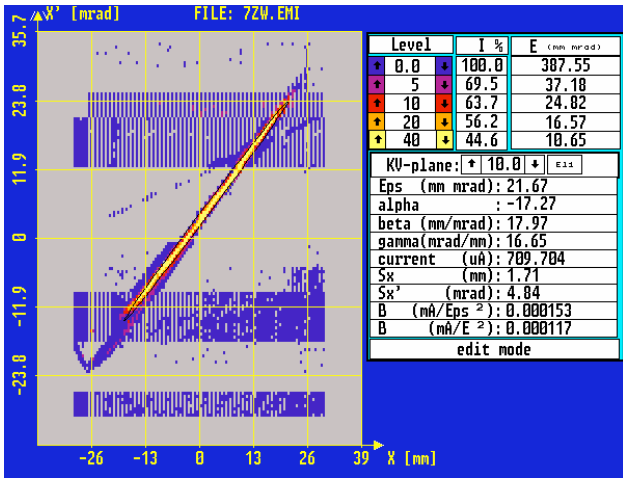 X' [mrad]
FILE: 7ZW.EMI
35.7
23.8
11.9
0
-11.9
-23.8
-26 -13 0 13 26 39 X [mm]
Level I % E (mm mrad)
0.0 100.0 387.55
5 69.5 37.18
10 63.7 24.82
20 56.2 16.57
40 44.6 10.65
KV-plane: 10.0 Eli
Eps (mm mrad): 21.67
alpha : -17.27
beta (mm/mrad): 17.97
gamma(mrad/mm): 16.65
current (uA): 709.704
Sx (mm): 1.71
Sx' (mrad): 4.84
B (mA/Eps ²): 0.000153
B (mA/E ²): 0.000117
edit mode